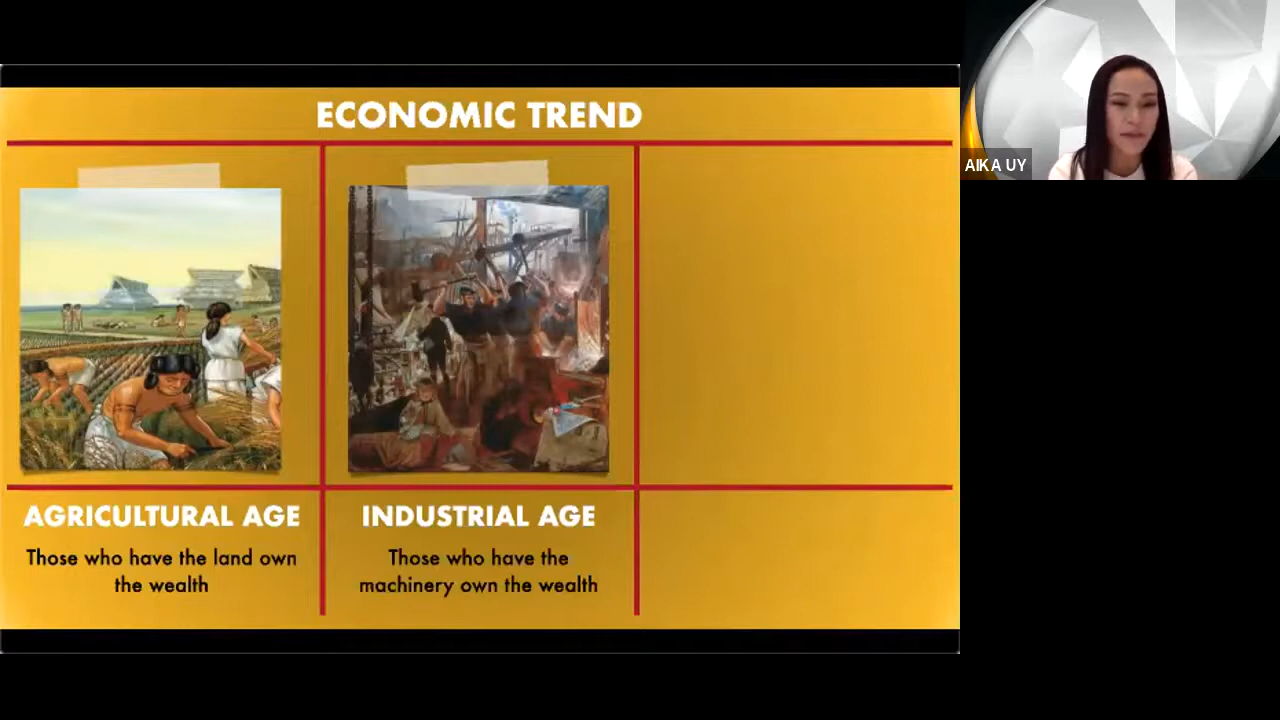 ECONOMIC TREND
AIKA UY
AGRICULTURAL AGE
Those who have the land own
the wealth
INDUSTRIAL AGE
Those who have the
machinery own the wealth